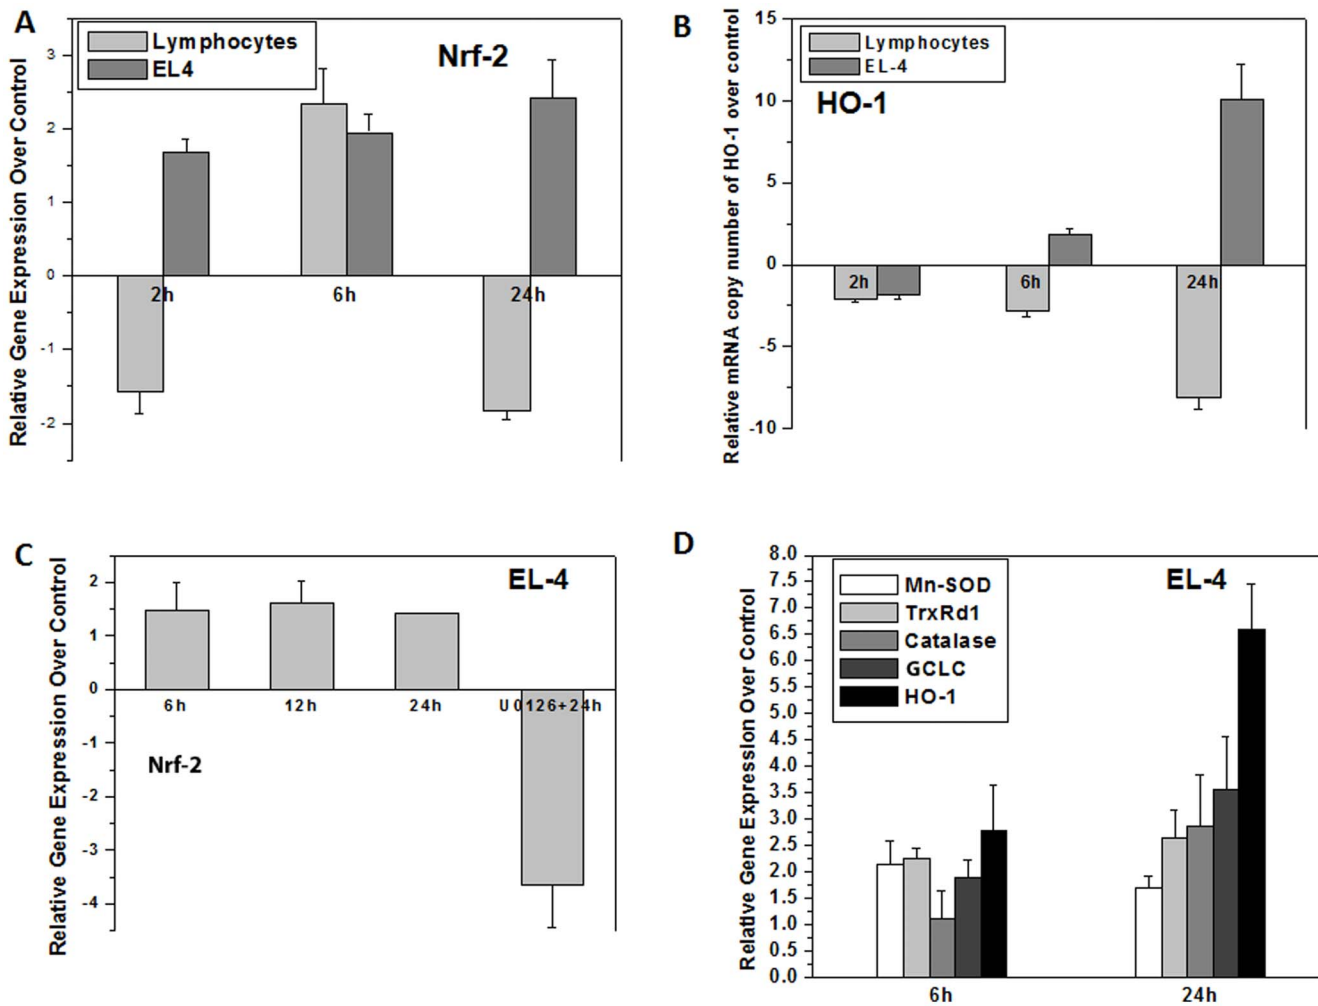 A
Lymphocytes
EL4
Nrf-2
Relative Gene Expression Over Control
3
2
1
0
-1
-2
2h
6h
24h
B
Lymphocytes
EL-4
HO-1
Relative mRNA copy number of HO-1 over control
15
10
5
0
-5
-10
2h
6h
24h
C
EL-4
Relative Gene Expression Over Control
2
1
0
-1
-2
-3
-4
6h
12h
24h
U0126+24h
Nrf-2
D
EL-4
Mn-SOD
TrxRd1
Catalase
GCLC
HO-1
Relative Gene Expression Over Control
8.0
7.5
7.0
6.5
6.0
5.5
5.0
4.5
4.0
3.5
3.0
2.5
2.0
1.5
1.0
0.5
0.0
6h
24h